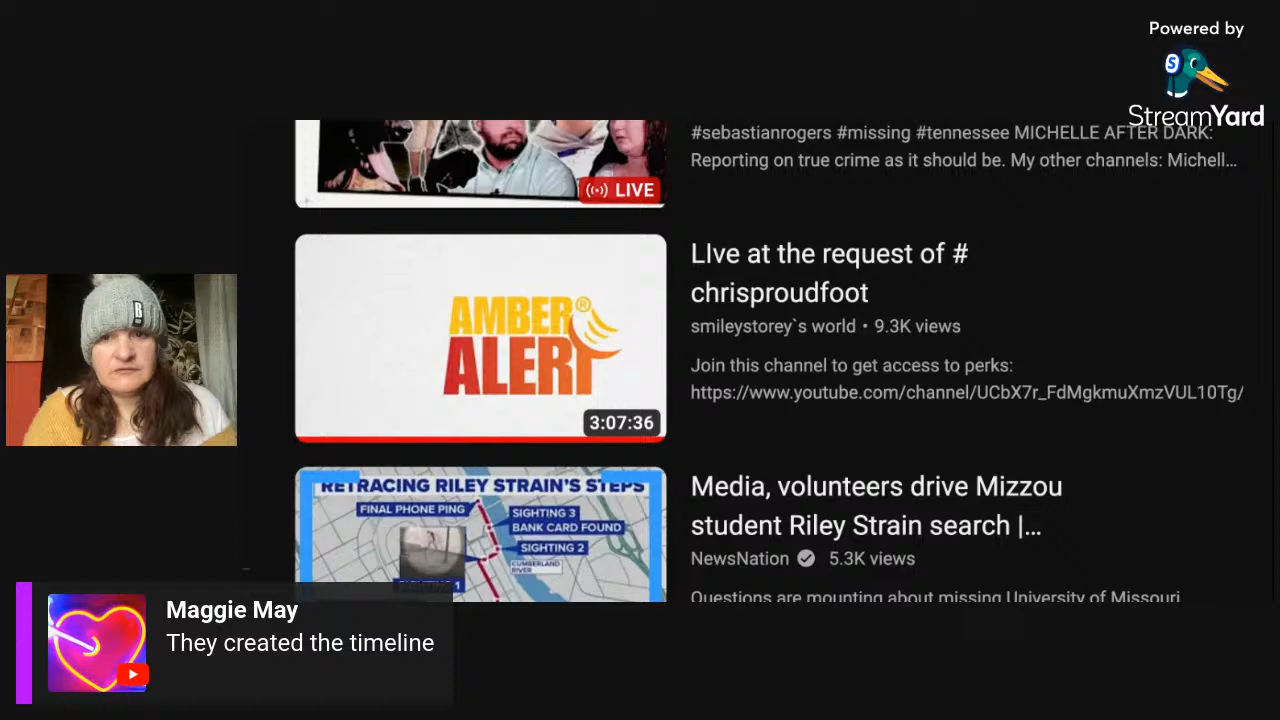 Powered by
StreamYard
#sebastianrogers #missing #tennessee MICHELLE AFTER DARK:
Reporting on true crime as it should be. My other channels: Michell...
LIVE
AMBER®
ALERT
3:07:36
LIve at the request of #
chrisproudfoot
smileystorey`s world • 9.3K views
Join this channel to get access to perks:
https://www.youtube.com/channel/UCbX7r_FdMgkmuXmzVUL10Tg/
RETRACING RILEY STRAIN'S STEPS
FINAL PHONE PING
SIGHTING 3
BANK CARD FOUND
SIGHTING 2
CUMBERLAND
RIVER
SIGHTING 1
Media, volunteers drive Mizzou
student Riley Strain search |...
NewsNation 5.3K views
Questions are mounting about missing University of Missouri
Maggie May
They created the timeline